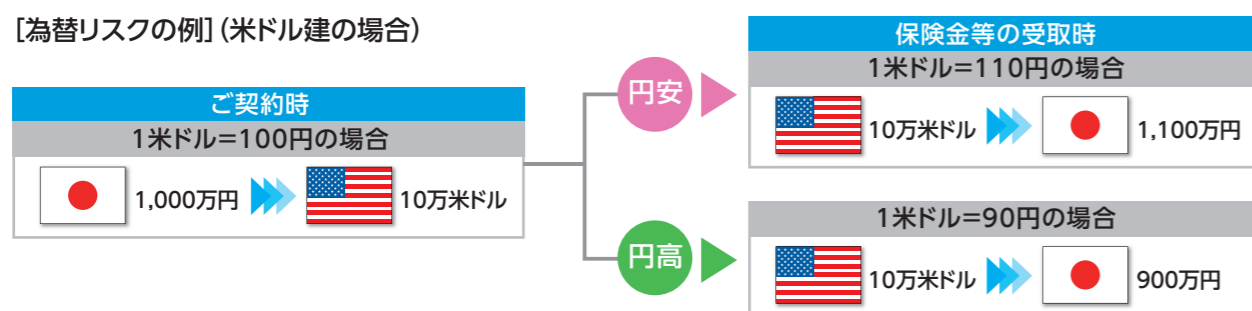 [為替リスクの例](米ドル建の場合)
ご契約時
1米ドル=100円の場合
1,000万円 10万米ドル
円安
保険金等の受取時
1米ドル=110円の場合
10万米ドル 1,100万円
円高
1米ドル=90円の場合
10万米ドル 900万円